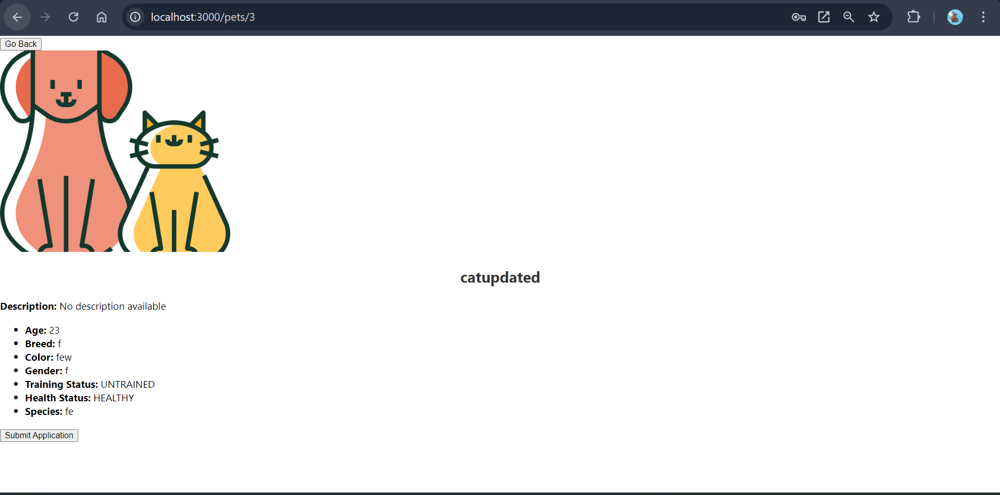 localhost:3000/pets/3
Go Back
catupdated
Description: No description available
Age: 23
Breed: f
Color: few
Gender: f
Training Status: UNTRAINED
Health Status: HEALTHY
Species: fe
Submit Application